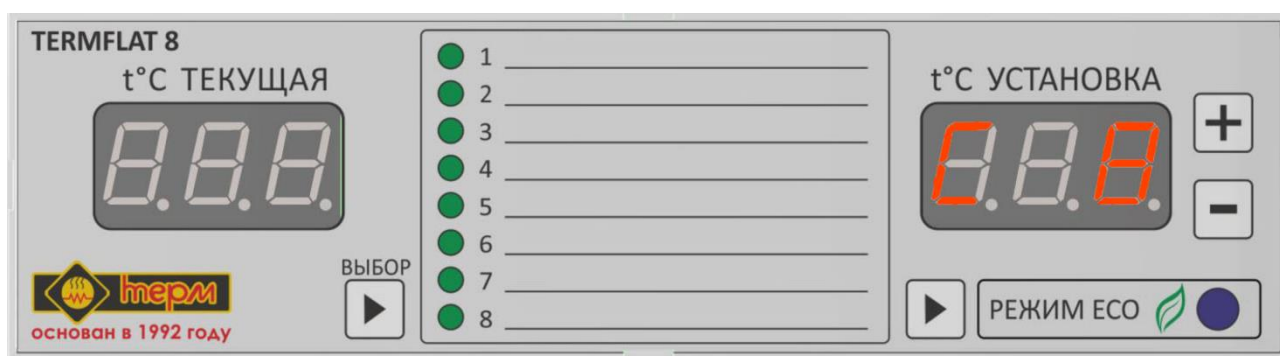 TERMFLAT 8
t°C ТЕКУЩАЯ
ВЫБОР
терм
основан в 1992 году
1
2
3
4
5
6
7
8
t°C УСТАНОВКА
C 8
+
-
РЕЖИМ ECO